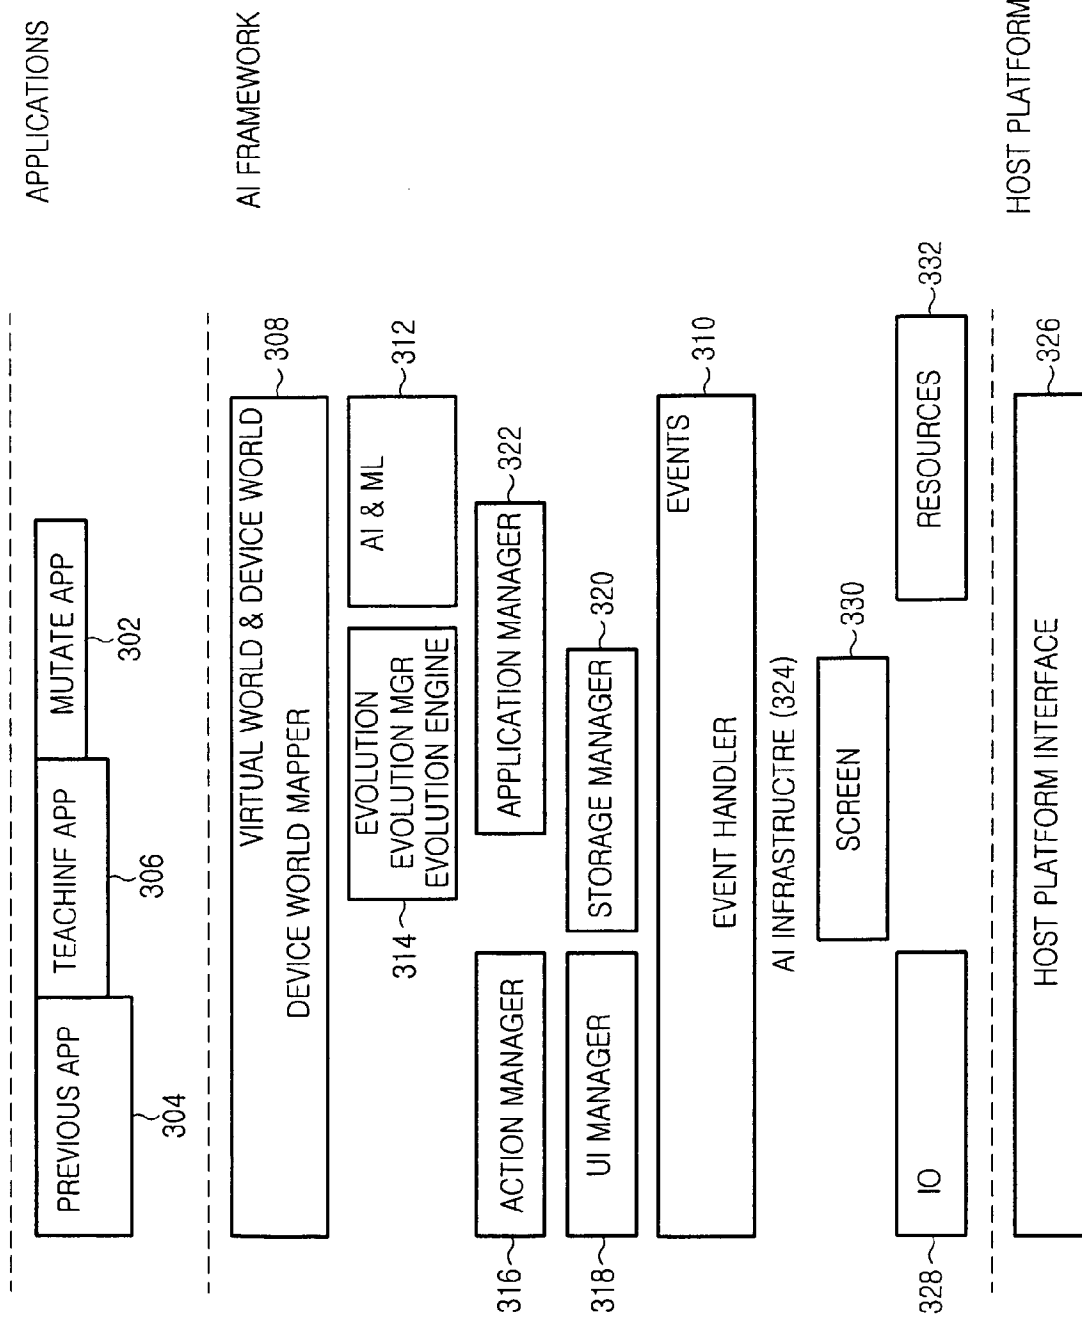 APPLICATIONS
PREVIOUS APP
TEACHINF APP
MUTATE APP
304
306
302
AI FRAMEWORK
VIRTUAL WORLD & DEVICE WORLD
DEVICE WORLD MAPPER
308
EVOLUTION
EVOLUTION MGR
EVOLUTION ENGINE
314
AI & ML
312
316
ACTION MANAGER
APPLICATION MANAGER
322
318
UI MANAGER
STORAGE MANAGER
320
EVENTS
EVENT HANDLER
310
AI INFRASTRUCTRE (324)
SCREEN
330
328
IO
RESOURCES
332
HOST PLATFORM
HOST PLATFORM INTERFACE
326